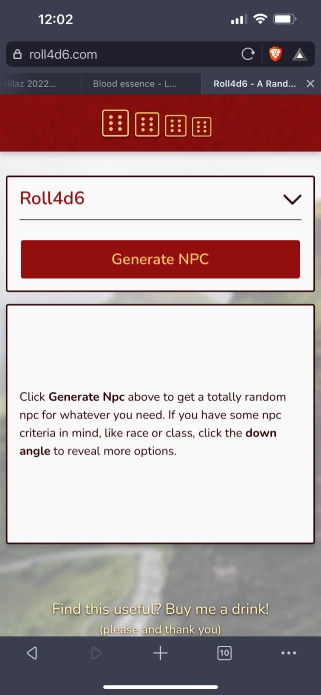 12:02
roll4d6.com
rillaz 2022...
Blood essence - L...
Roll4d6 - A Rand...
Roll4d6
Generate NPC
Click Generate Npc above to get a totally random
npc for whatever you need. If you have some npc
criteria in mind, like race or class, click the down
angle to reveal more options.
Find this useful? Buy me a drink!
(please and thank you)
10